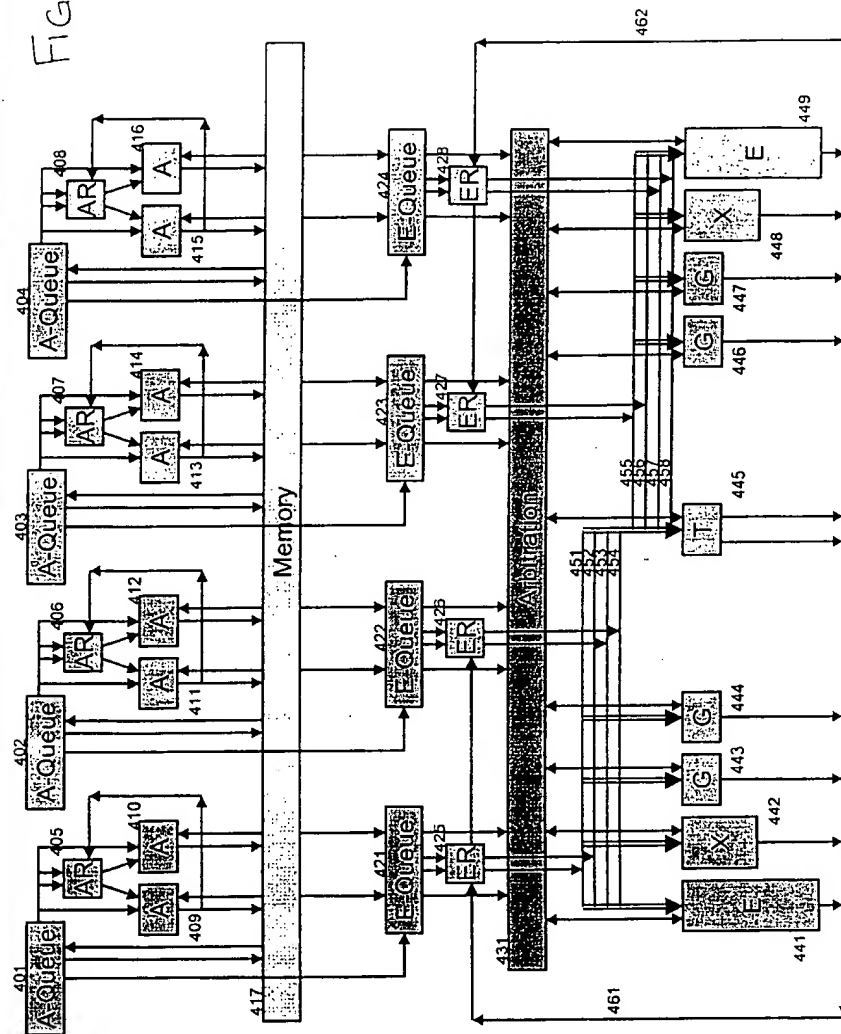 FIG
401 A-Queue
402 A-Queue
403 A-Queue
404 A-Queue
405 AR
406 AR
407 AR
408 AR
409 A
410 A
411 A
412 A
413 A
414 A
415 A
416 A
417 Memory
421 E-Queue
422 E-Queue
423 E-Queue
424 E-Queue
425 ER
426 ER
427 ER
428 ER
431 Arbitration
451
452
453
454
455
456
457
458
441 E
442 X
443 G
444 G
445 T
446 G
447 G
448 X
449 E
461
462